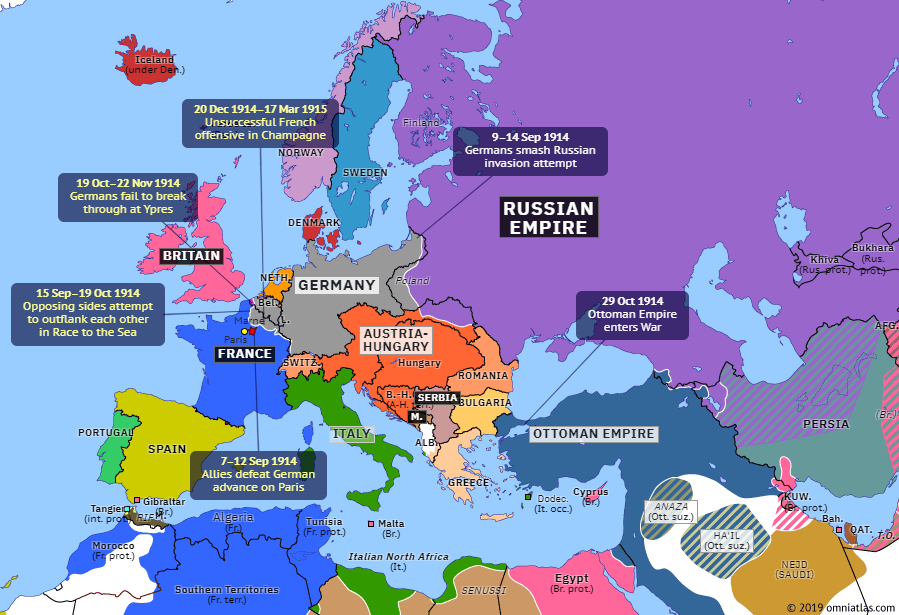 Iceland
(under Den.)
20 Dec 1914–17 Mar 1915
Unsuccessful French
offensive in Champagne
Finland
9–14 Sep 1914
Germans smash Russian
invasion attempt
NORWAY
SWEDEN
19 Oct–22 Nov 1914
Germans fail to break
through at Ypres
RUSSIAN
EMPIRE
DENMARK
BRITAIN
Bukhara
(Rus.
prot.)
Khiva
(Rus. prot.)
NETH.
GERMANY
Poland
15 Sep–19 Oct 1914
Opposing sides attempt
to outflank each other
in Race to the Sea
Bel.
L.
Marne
Paris
29 Oct 1914
Ottoman Empire
enters War
AFG.
FRANCE
AUSTRIA-
HUNGARY
Hungary
SWITZ.
ROMANIA
B.-H.
(A-H. terr.)
SERBIA
BULGARIA
M.
(Br.)
PERSIA
PORTUGAL
SPAIN
ITALY
ALB.
OTTOMAN EMPIRE
7–12 Sep 1914
Allies defeat German
advance on Paris
GREECE
Dodec.
(It. occ.)
Cyprus
(Br.)
KUW.
(Br. prot.)
ANAZA
(Ott. suz.)
Gibraltar
(Br.)
Tangier
(int. prot.)
RIF
M.
Algeria
(Fr.)
Tunisia
(Fr. prot.)
Malta
(Br.)
Bah.
QAT.
T.O.
HA'IL
(Ott. suz.)
Morocco
(Fr. prot.)
Italian North Africa
(It.)
NEJD
(SAUDI)
Southern Territories
(Fr. terr.)
SENUSSI
Egypt
(Br. prot.)
© 2019 omniatlas.com